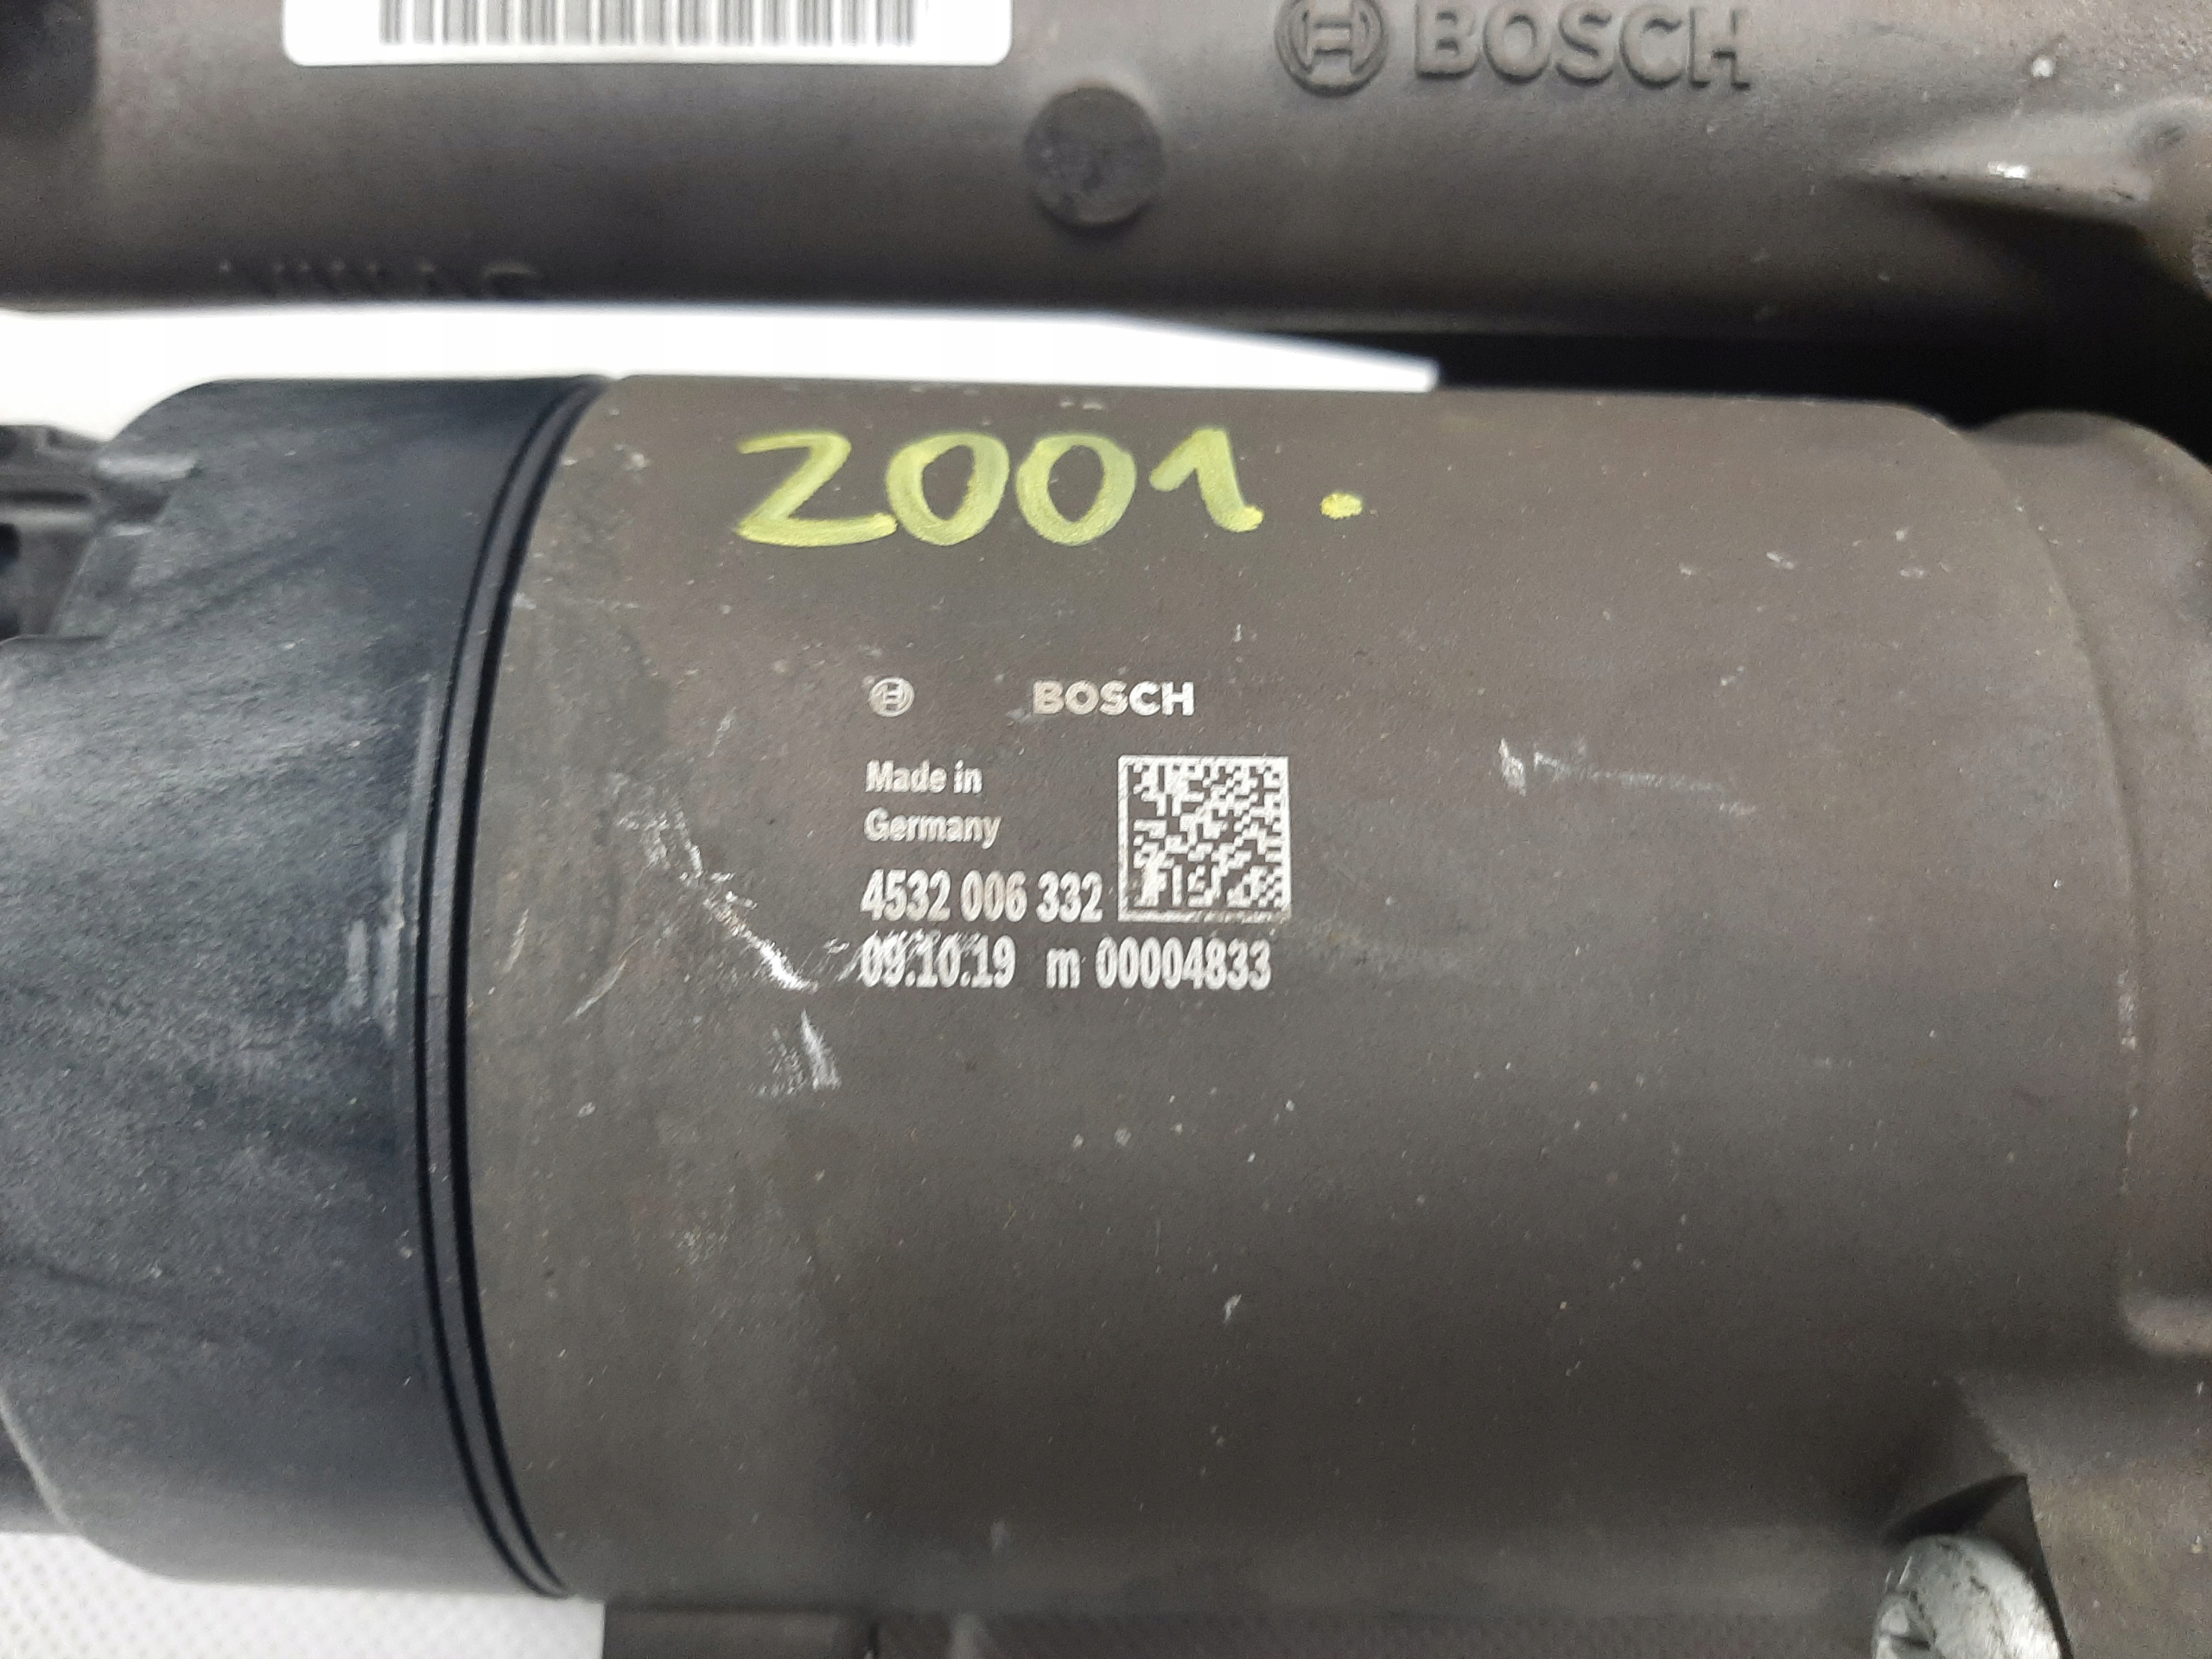 BOSCH
2001.
BOSCH
Made in
Germany
4532 006 332
09.10.19 m 00004833